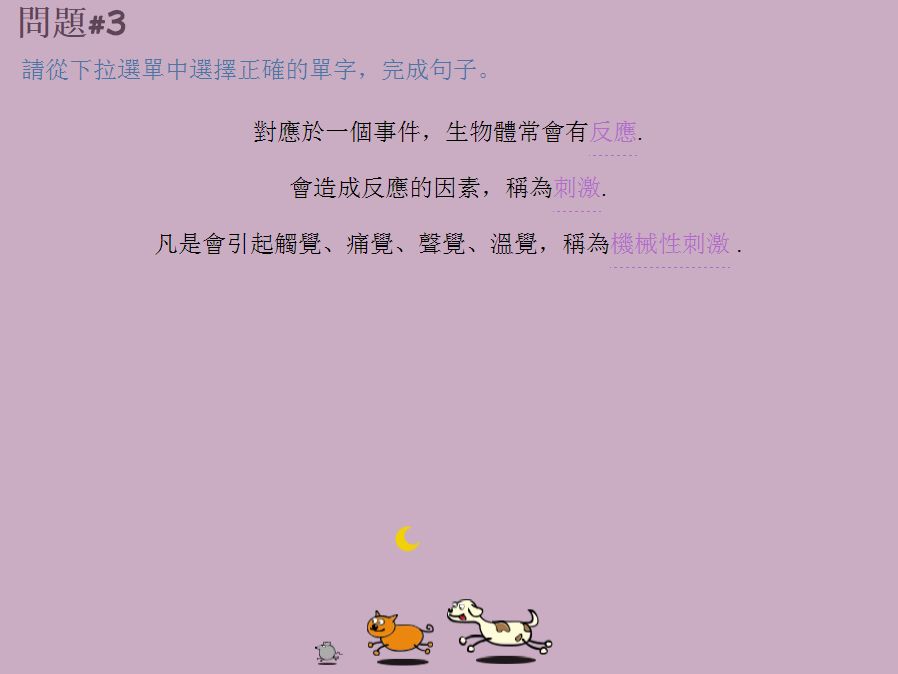 問題#3
請從下拉選單中選擇正確的單字，完成句子。
對應於一個事件，生物體常會有反應.
會造成反應的因素，稱為刺激.
凡是會引起觸覺、痛覺、聲覺、溫覺，稱為機械性刺激 .